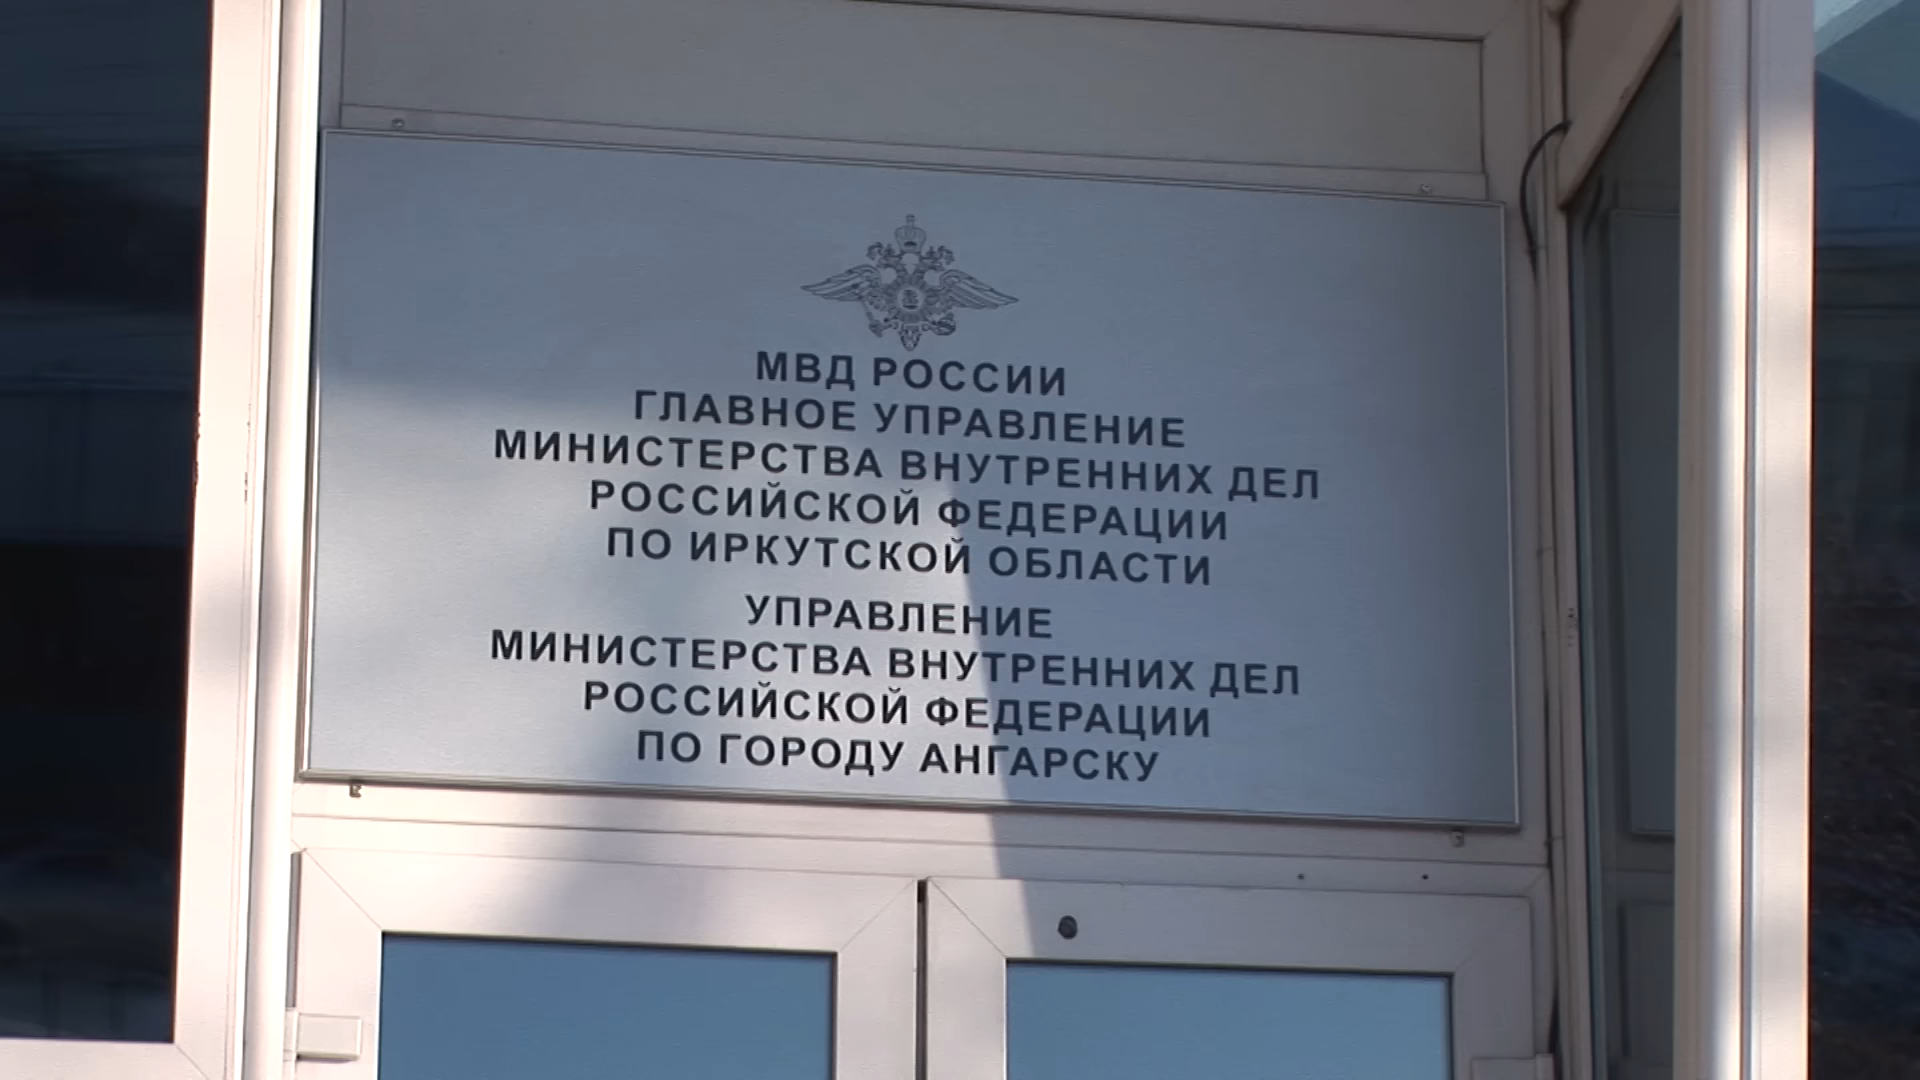 МВД РОССИИ
ГЛАВНОЕ УПРАВЛЕНИЕ
МИНИСТЕРСТВА ВНУТРЕННИХ ДЕЛ
РОССИЙСКОЙ ФЕДЕРАЦИИ
ПО ИРКУТСКОЙ ОБЛАСТИ
УПРАВЛЕНИЕ
МИНИСТЕРСТВА ВНУТРЕННИХ ДЕЛ
РОССИЙСКОЙ ФЕДЕРАЦИИ
ПО ГОРОДУ АНГАРСКУ